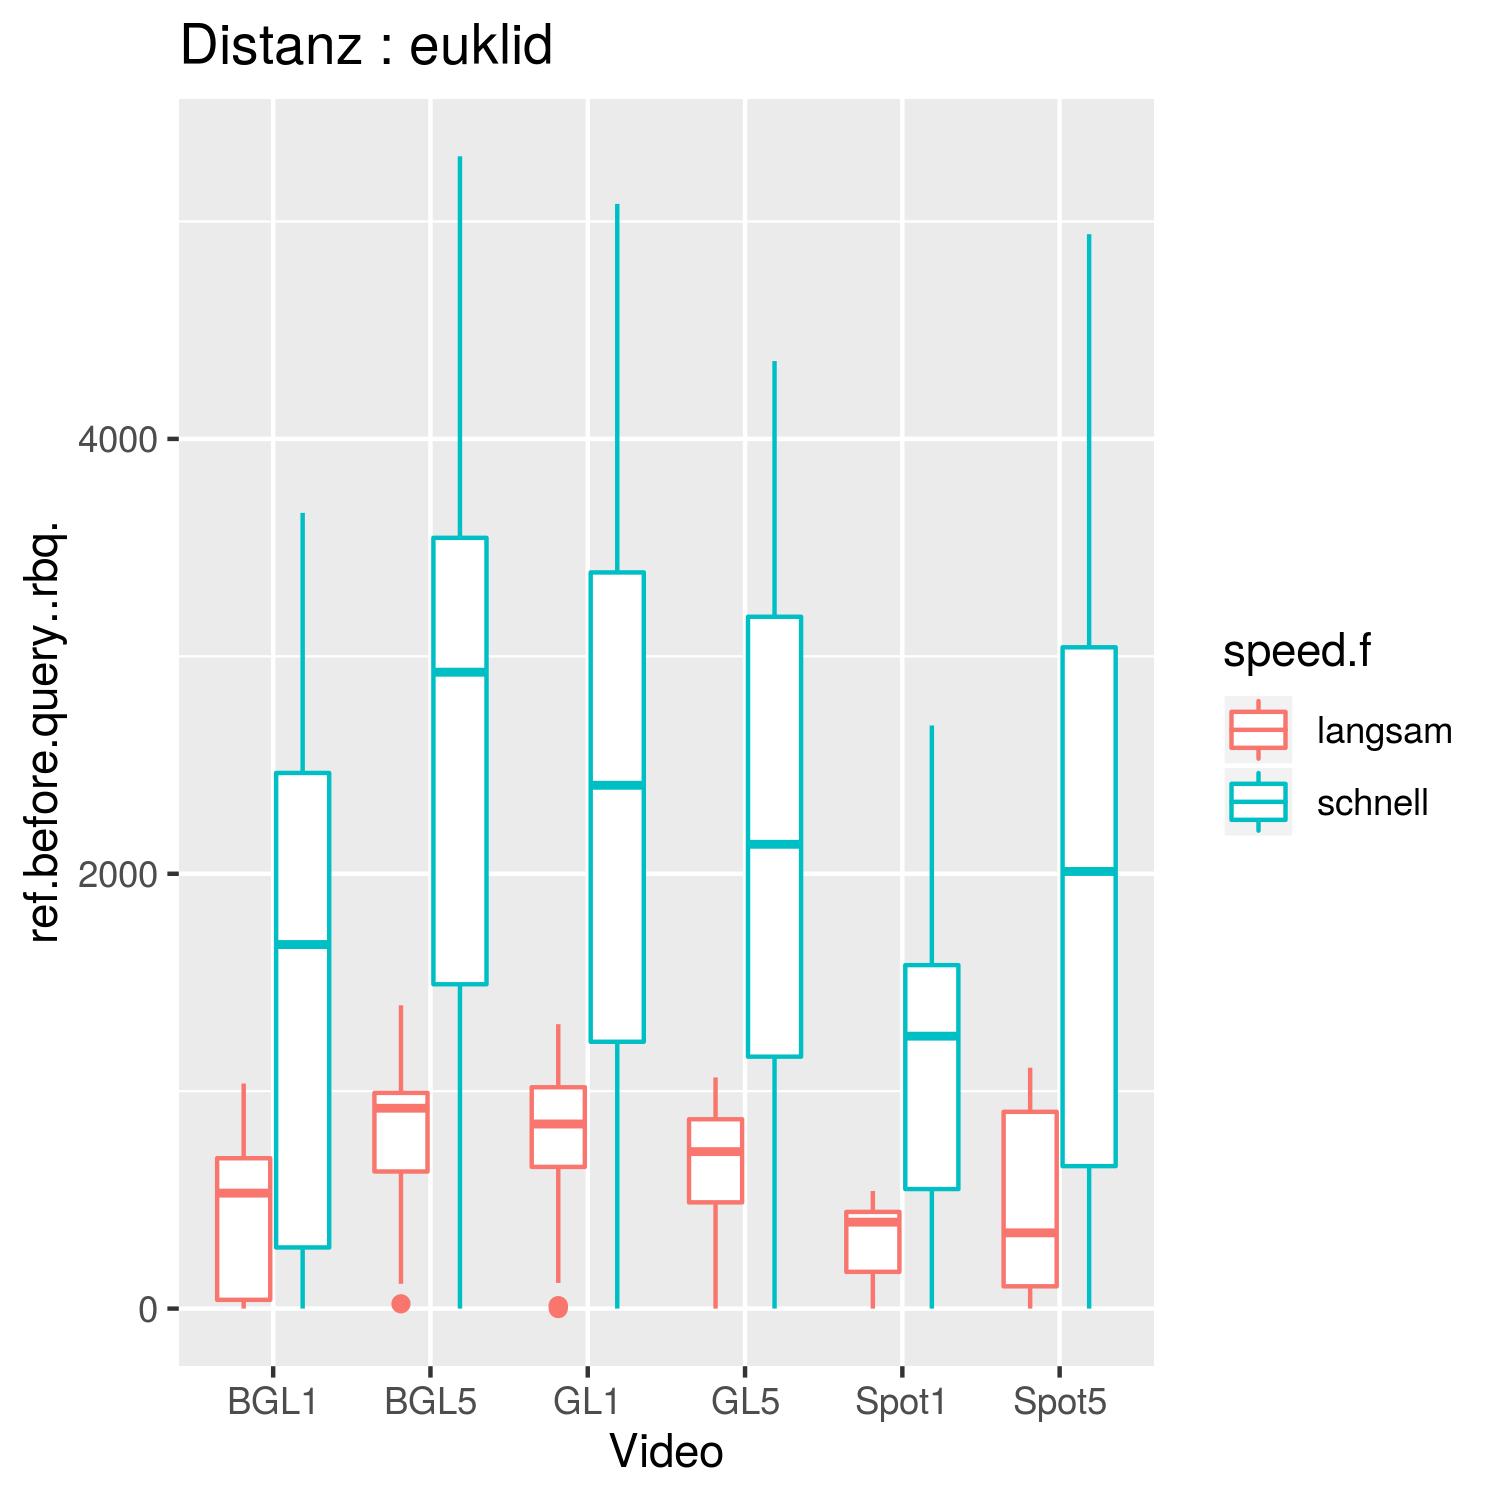 Distanz : euklid
ref.before.query..rbq.
4000
2000
0
BGL1 BGL5 GL1 GL5 Spot1 Spot5
Video
speed.f
langsam
schnell